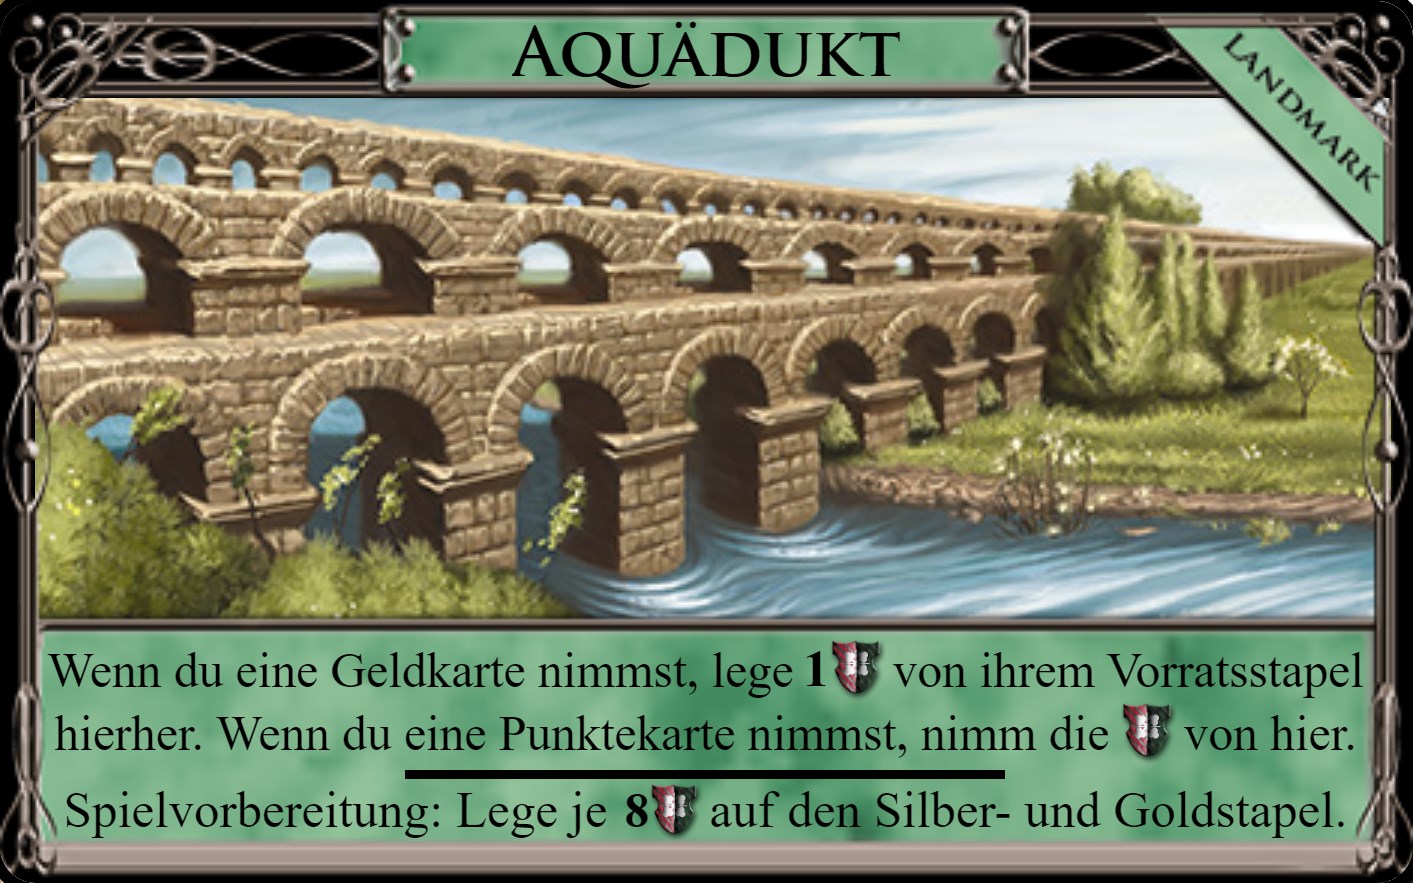 AQUÄDUKT
LANDMARK
Wenn du eine Geldkarte nimmst, lege 1 von ihrem Vorratsstapel
hierher. Wenn du eine Punktekarte nimmst, nimm die von hier.
Spielvorbereitung: Lege je 8 auf den Silber- und Goldstapel.